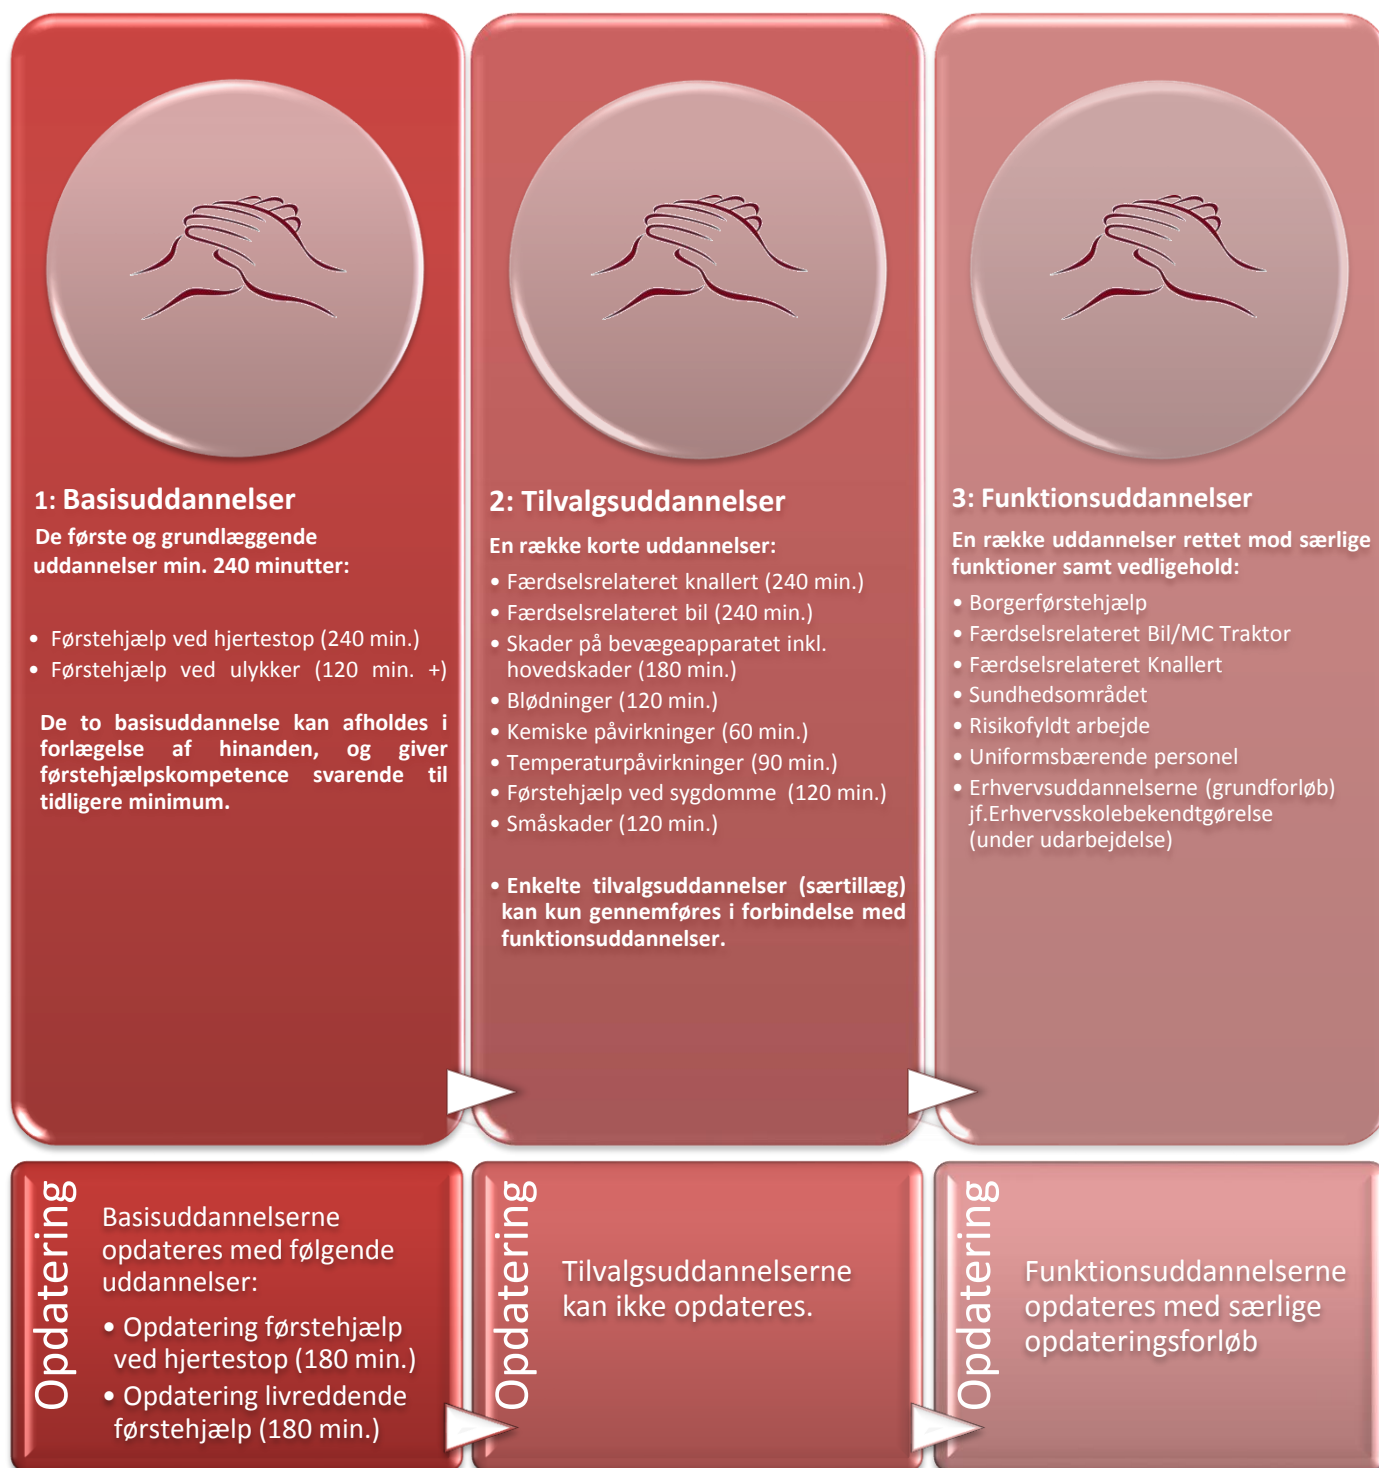 1: Basisuddannelser
De første og grundlæggende
uddannelser min. 240 minutter:
• Førstehjælp ved hjertestop (240 min.)
• Førstehjælp ved ulykker (120 min. +)
De to basisuddannelse kan afholdes i
forlægelse af hinanden, og giver
førstehjælpskompetence svarende til
tidligere minimum.
2: Tilvalgsuddannelser
En række korte uddannelser:
• Færdselsrelateret knallert (240 min.)
• Færdselsrelateret bil (240 min.)
• Skader på bevægeapparatet inkl.
hovedskader (180 min.)
• Blødninger (120 min.)
• Kemiske påvirkninger (60 min.)
• Temperaturpåvirkninger (90 min.)
• Førstehjælp ved sygdomme (120 min.)
• Småskader (120 min.)
• Enkelte tilvalgsuddannelser (særtillæg)
kan kun gennemføres i forbindelse med
funktionsuddannelser.
3: Funktionsuddannelser
En række uddannelser rettet mod særlige
funktioner samt vedligehold:
• Borgerførstehjælp
• Færdselsrelateret Bil/MC Traktor
• Færdselsrelateret Knallert
• Sundhedsområdet
• Risikofyldt arbejde
• Uniformsbærende personel
• Erhvervsuddannelserne (grundforløb)
jf.Erhvervsskolebekendtgørelse
(under udarbejdelse)
Opdatering
Basisuddannelserne
opdateres med følgende
uddannelser:
• Opdatering førstehjælp
ved hjertestop (180 min.)
• Opdatering livreddende
førstehjælp (180 min.)
Opdatering
Tilvalgsuddannelserne
kan ikke opdateres.
Opdatering
Funktionsuddannelserne
opdateres med særlige
opdateringsforløb